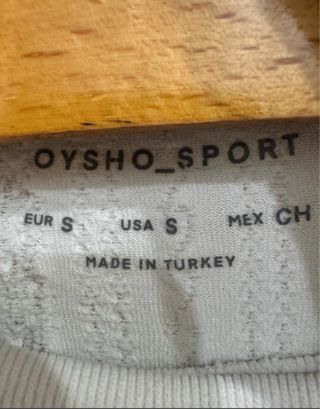 OYSHO_SPORT
EUR S USA S MEX CH
MADE IN TURKEY